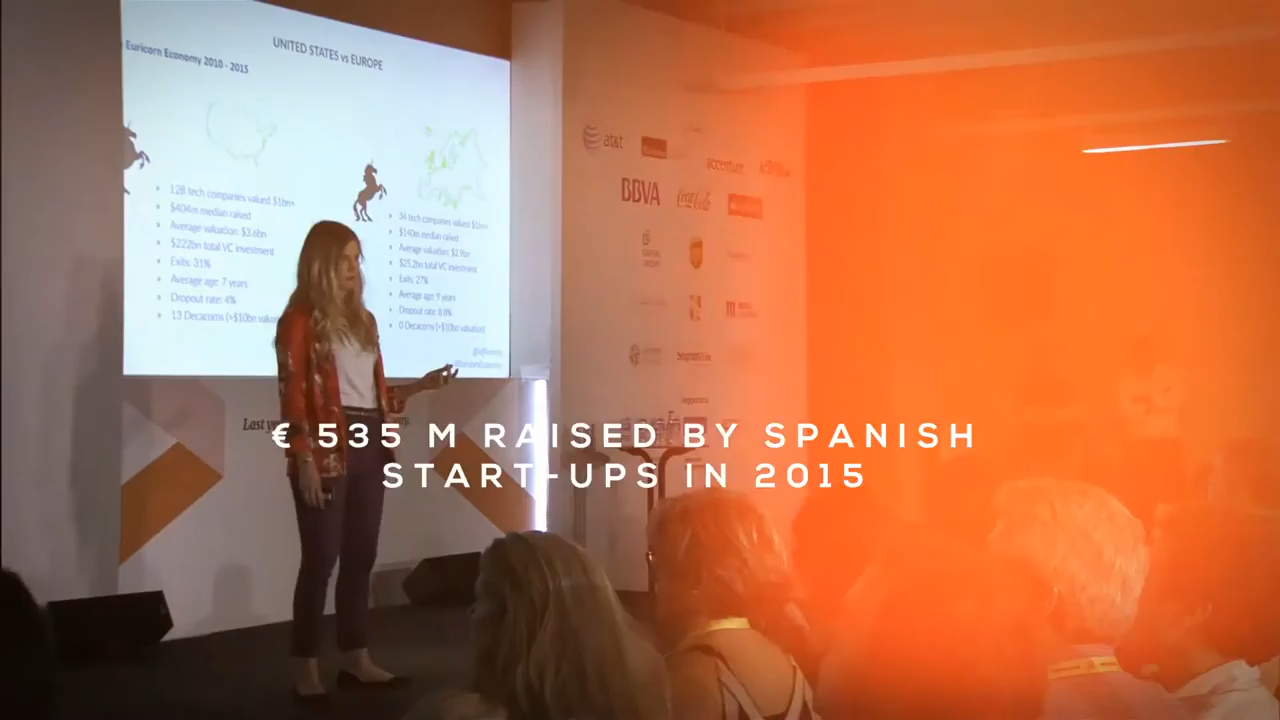 Euricorn Economy 2010 - 2015
UNITED STATES vs EUROPE
128 tech companies valued $1bn+
$404m median raised
Average valuation: $3.6bn
$222bn total VC investment
Exits: 31%
Average age: 7 years
Dropout rate: 4%
13 Decacorns (>$10bn
34 tech companies valued $1bn+
$140m median raised
Average valuation: $2.9bn
$25.2bn total VC investment
Exits: 27%
Average age: 9 years
Dropout rate: 8.8%
0 Decacorns (>$10bn valuation)
at&t
accenture
BBVA
Coca-Cola
Last
€ 535 M RAISED BY SPANISH
START-UPS IN 2015